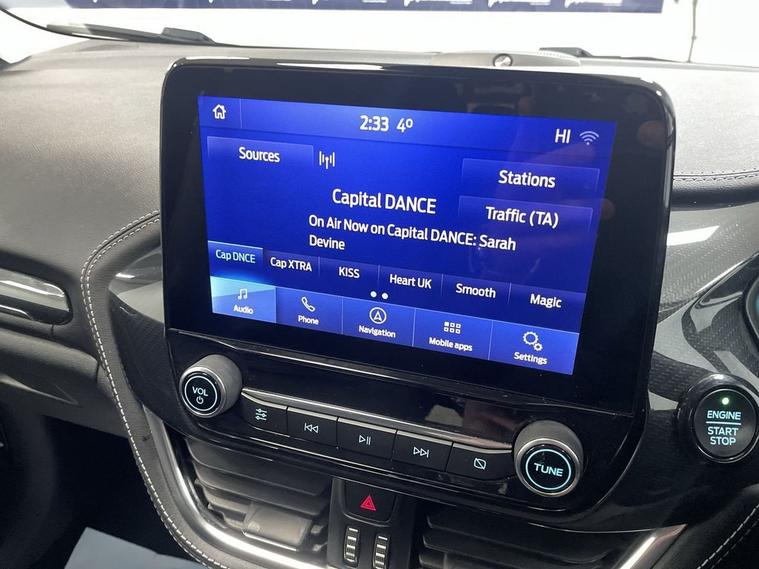 2:33 4°
HI
Sources
Stations
Capital DANCE
Traffic (TA)
On Air Now on Capital DANCE: Sarah
Devine
Cap DNCE
Cap XTRA
KISS
Heart UK
Smooth
Magic
Audio
Phone
Navigation
Mobile apps
Settings
VOL
TUNE
ENGINE
START
STOP